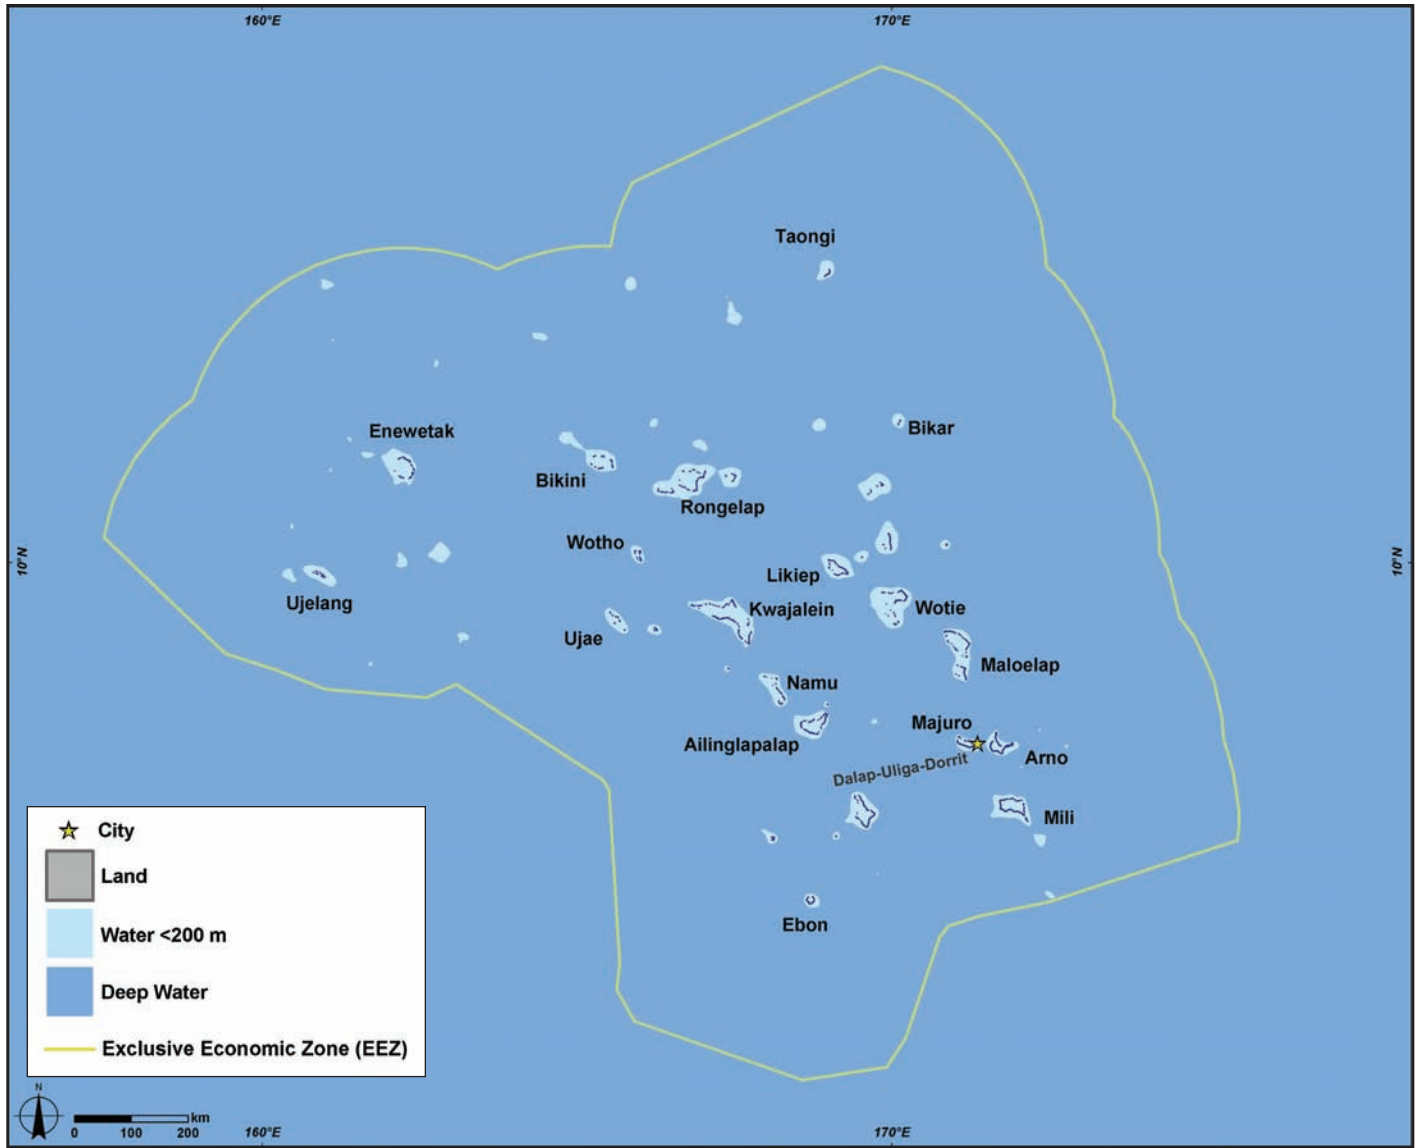 160°E
170°E
Taongi
Enewetak
Bikar
Bikini
Rongelap
Wotho
10°N
10°N
Likiep
Ujelang
Kwajalein
Wotie
Ujae
Maloelap
Namu
Majuro
Ailinglapalap
Arno
Dalap-Uliga-Dorrit
Mili
City
Land
Ebon
Water <200 m
Deep Water
Exclusive Economic Zone (EEZ)
N
km
0 100 200
160°E
170°E